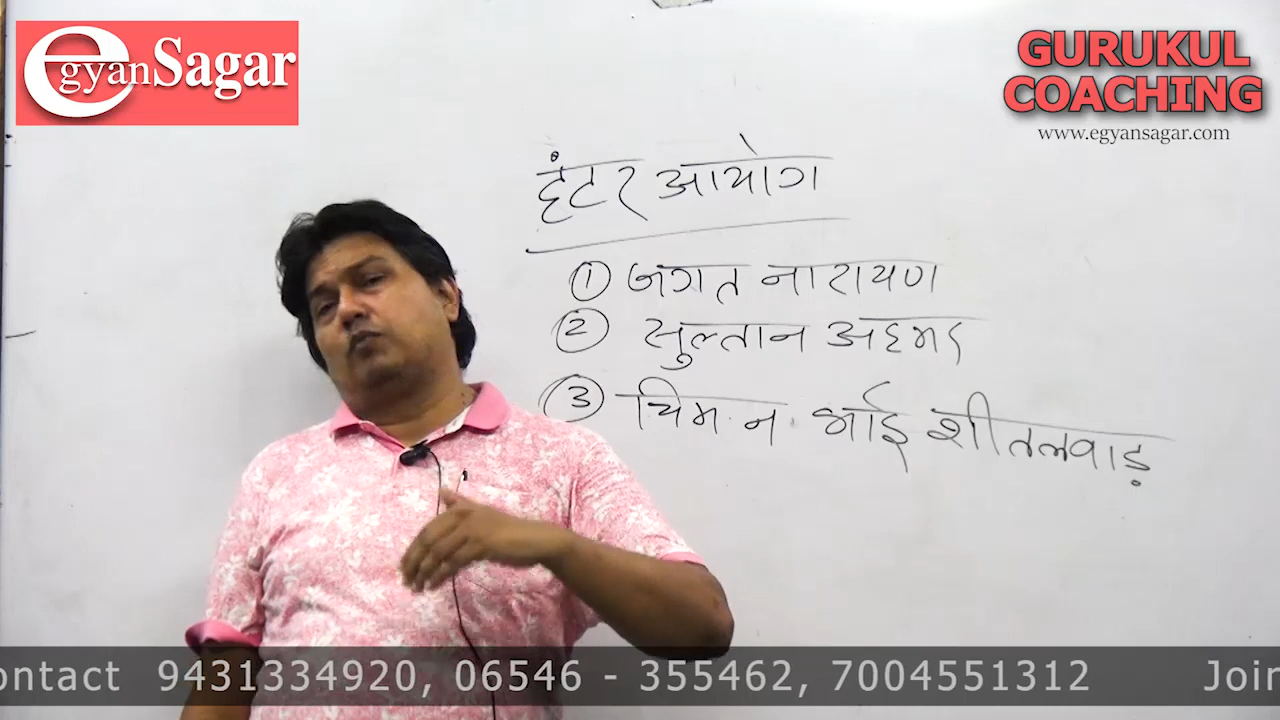 egyanSagar
GURUKUL
COACHING
www.egyansagar.com
हंटर आयोग
① जगत नारायण
② सुल्तान अहमद
③ चिमन भाई शीतलवाड़
ontact 9431334920, 06546 - 355462, 7004551312 Join